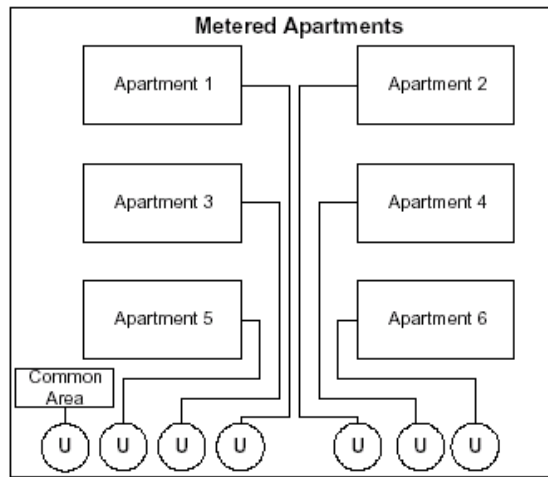 Metered Apartments
Apartment 1
Apartment 2
Apartment 3
Apartment 4
Apartment 5
Apartment 6
Common
Area
U
U
U
U
U
U
U